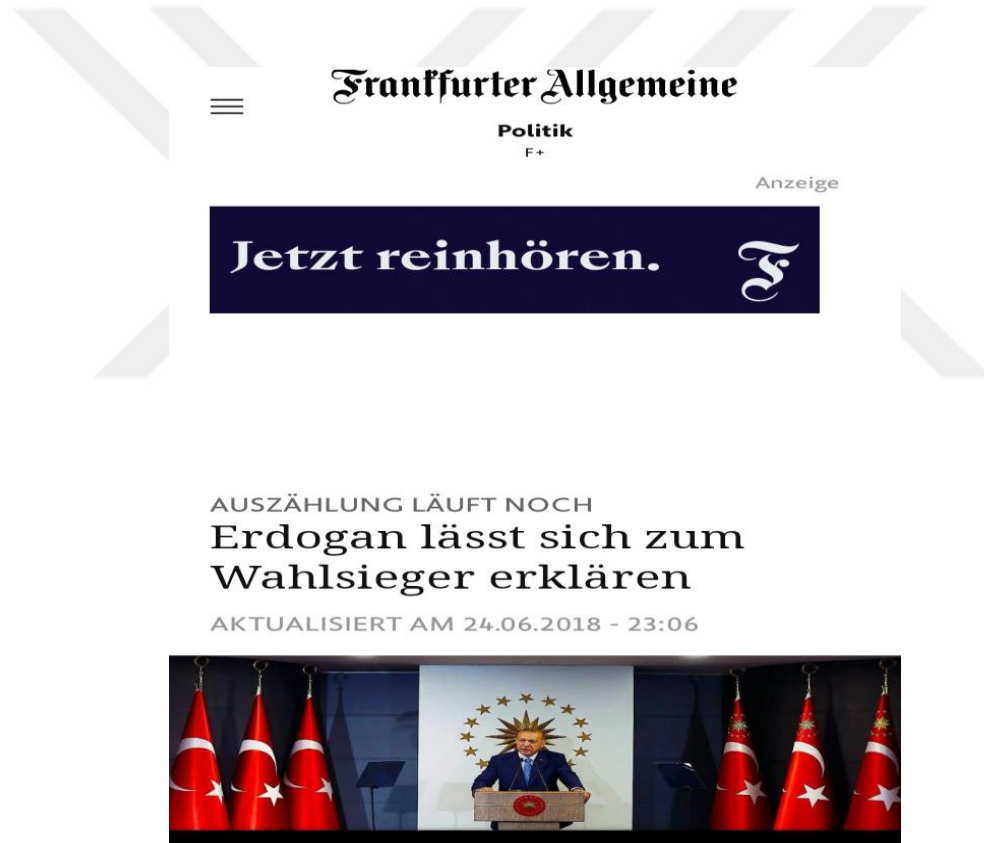 Frankfurter Allgemeine
Politik
F+
Anzeige
Jetzt reinhören.
F
AUSZÄHLUNG LÄUFT NOCH
Erdogan lässt sich zum
Wahlsieger erklären
AKTUALISIERT AM 24.06.2018 - 23:06